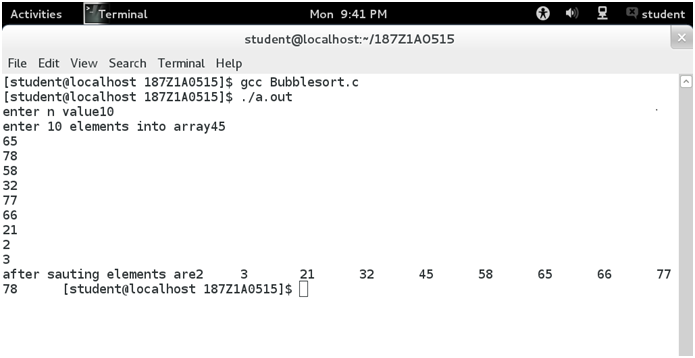 Activities Terminal Mon 9:41 PM student
student@localhost:~/187Z1A0515
File Edit View Search Terminal Help
[student@localhost 187Z1A0515]$ gcc Bubblesort.c
[student@localhost 187Z1A0515]$ ./a.out
enter n value10
enter 10 elements into array45
65
78
58
32
77
66
21
2
3
after sauting elements are2 3 21 32 45 58 65 66 77
78 [student@localhost 187Z1A0515]$